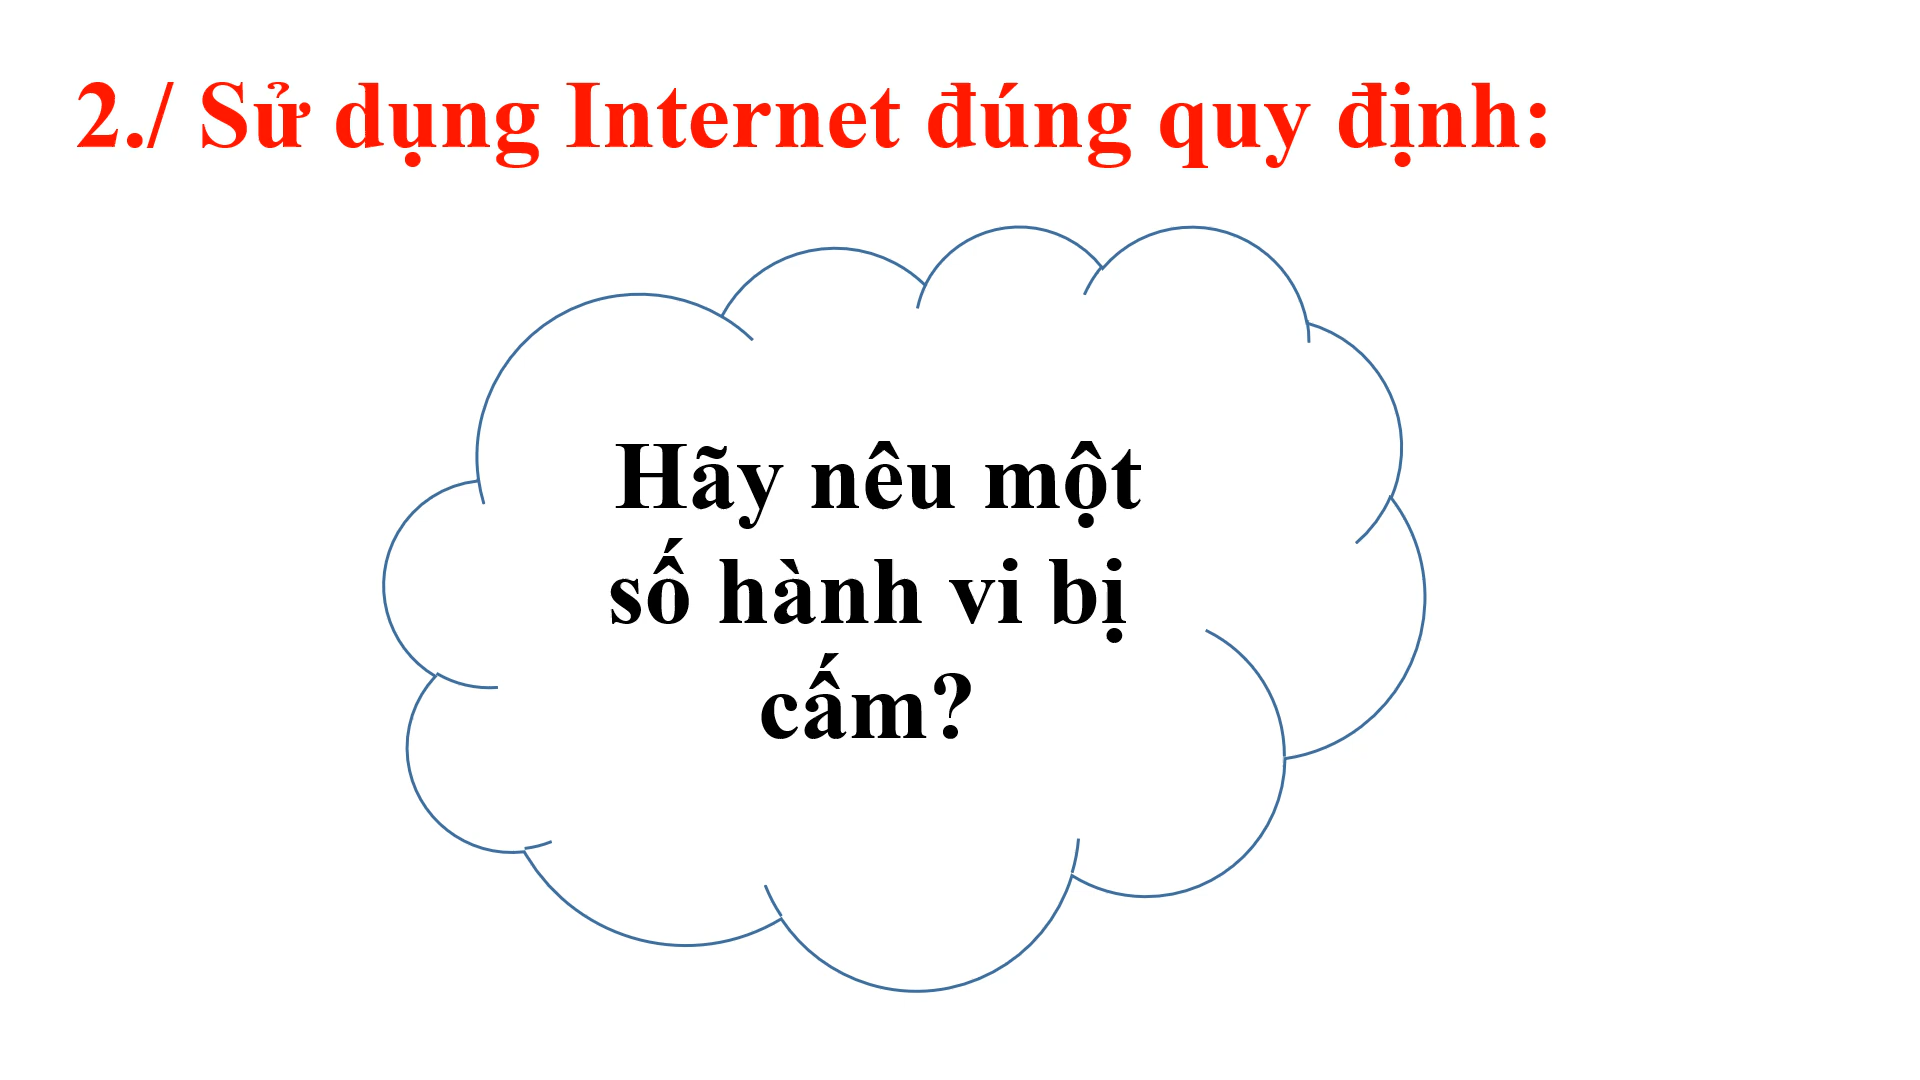 2./ Sử dụng Internet đúng quy định:
Hãy nêu một
số hành vi bị
cấm?